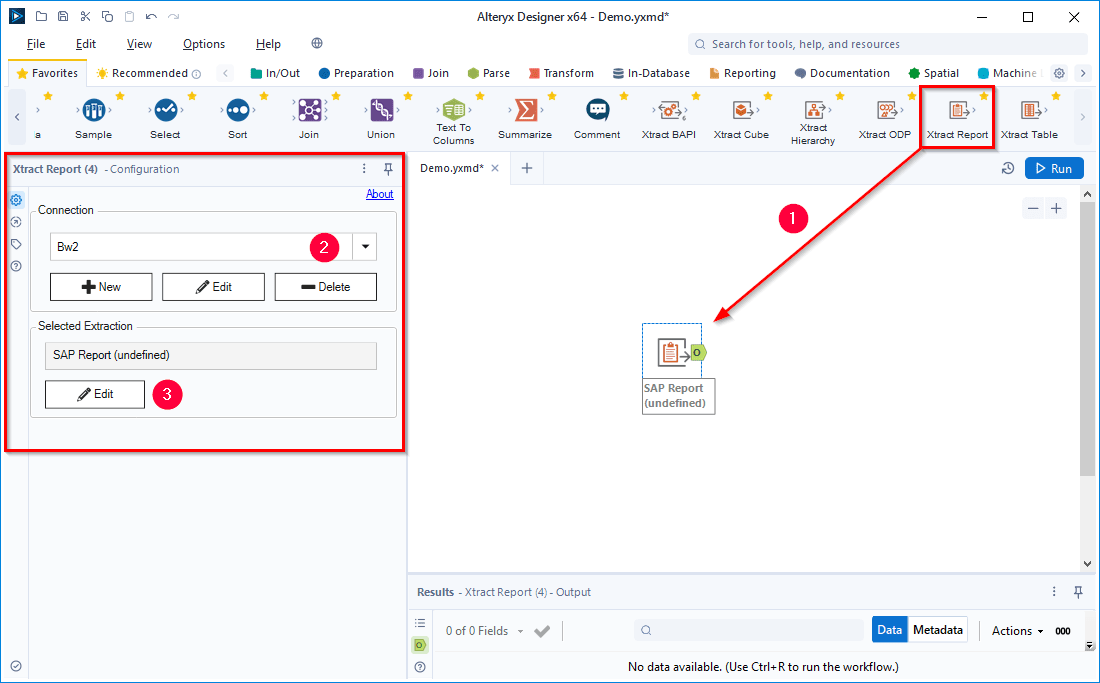 Alteryx Designer x64 - Demo.yxmd*
File Edit View Options Help
Search for tools, help, and resources
Favorites Recommended In/Out Preparation Join Parse Transform In-Database Reporting Documentation Spatial Machine
a Sample Select Sort Join Union Text To Columns Summarize Comment Xtract BAPI Xtract Cube Xtract Hierarchy Xtract ODP Xtract Report Xtract Table
Xtract Report (4) - Configuration
About
Connection
Bw2
2
New Edit Delete
Selected Extraction
SAP Report (undefined)
Edit
3
Demo.yxmd*
Run
1
O
SAP Report
(undefined)
Results - Xtract Report (4) - Output
0 of 0 Fields
Data Metadata Actions 000
No data available. (Use Ctrl+R to run the workflow.)